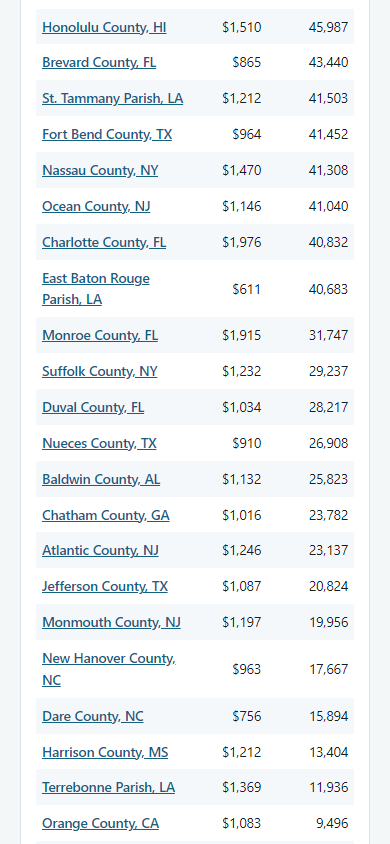 Honolulu County, HI $1,510 45,987
Brevard County, FL $865 43,440
St. Tammany Parish, LA $1,212 41,503
Fort Bend County, TX $964 41,452
Nassau County, NY $1,470 41,308
Ocean County, NJ $1,146 41,040
Charlotte County, FL $1,976 40,832
East Baton Rouge
Parish, LA $611 40,683
Monroe County, FL $1,915 31,747
Suffolk County, NY $1,232 29,237
Duval County, FL $1,034 28,217
Nueces County, TX $910 26,908
Baldwin County, AL $1,132 25,823
Chatham County, GA $1,016 23,782
Atlantic County, NJ $1,246 23,137
Jefferson County, TX $1,087 20,824
Monmouth County, NJ $1,197 19,956
New Hanover County,
NC $963 17,667
Dare County, NC $756 15,894
Harrison County, MS $1,212 13,404
Terrebonne Parish, LA $1,369 11,936
Orange County, CA $1,083 9,496